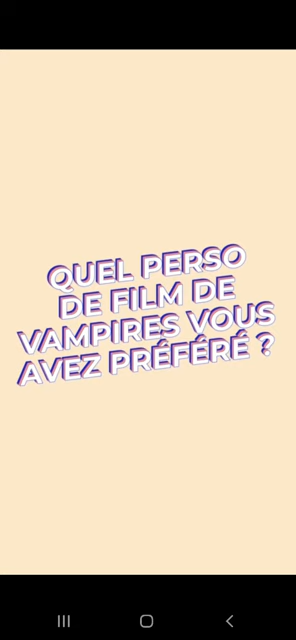 QUEL PERSO
DE FILM DE
VAMPIRES VOUS
AVEZ PRÉFÉRÉ ?